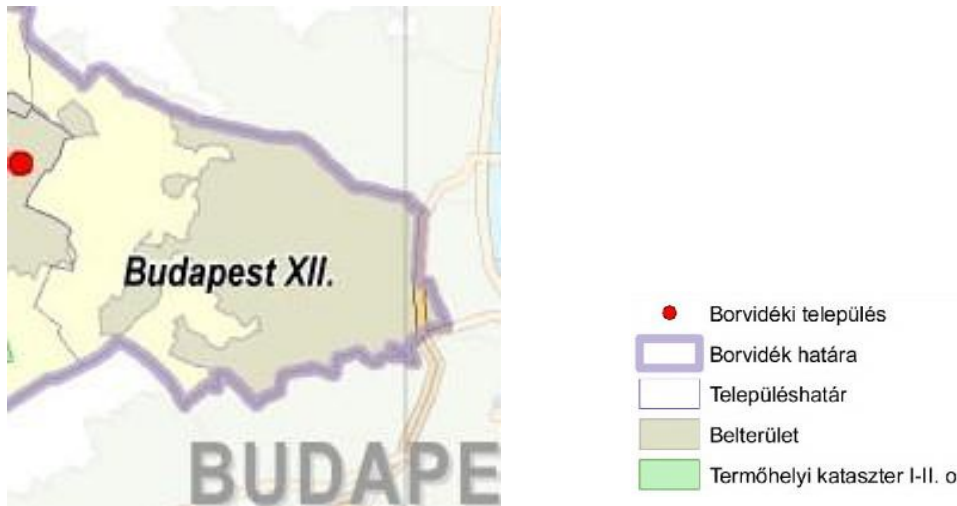 Budapest XII.
BUDAPE
Borvidéki település
Borvidék határa
Településhatár
Belterület
Termőhelyi kataszter I-II. o